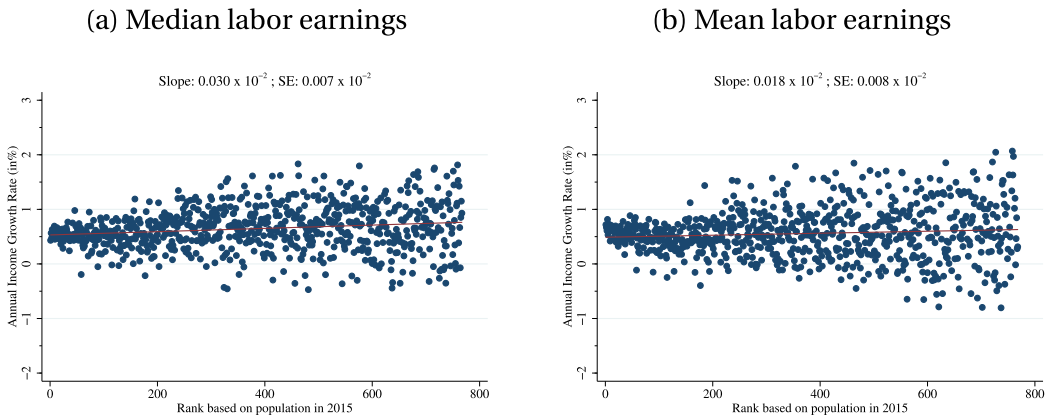 (a) Median labor earnings
Slope: 0.030 x 10⁻² ; SE: 0.007 x 10⁻²
Annual Income Growth Rate (in%)
3
2
1
0
−1
−2
0 200 400 600 800
Rank based on population in 2015
(b) Mean labor earnings
Slope: 0.018 x 10⁻² ; SE: 0.008 x 10⁻²
Annual Income Growth Rate (in%)
3
2
1
0
−1
−2
0 200 400 600 800
Rank based on population in 2015